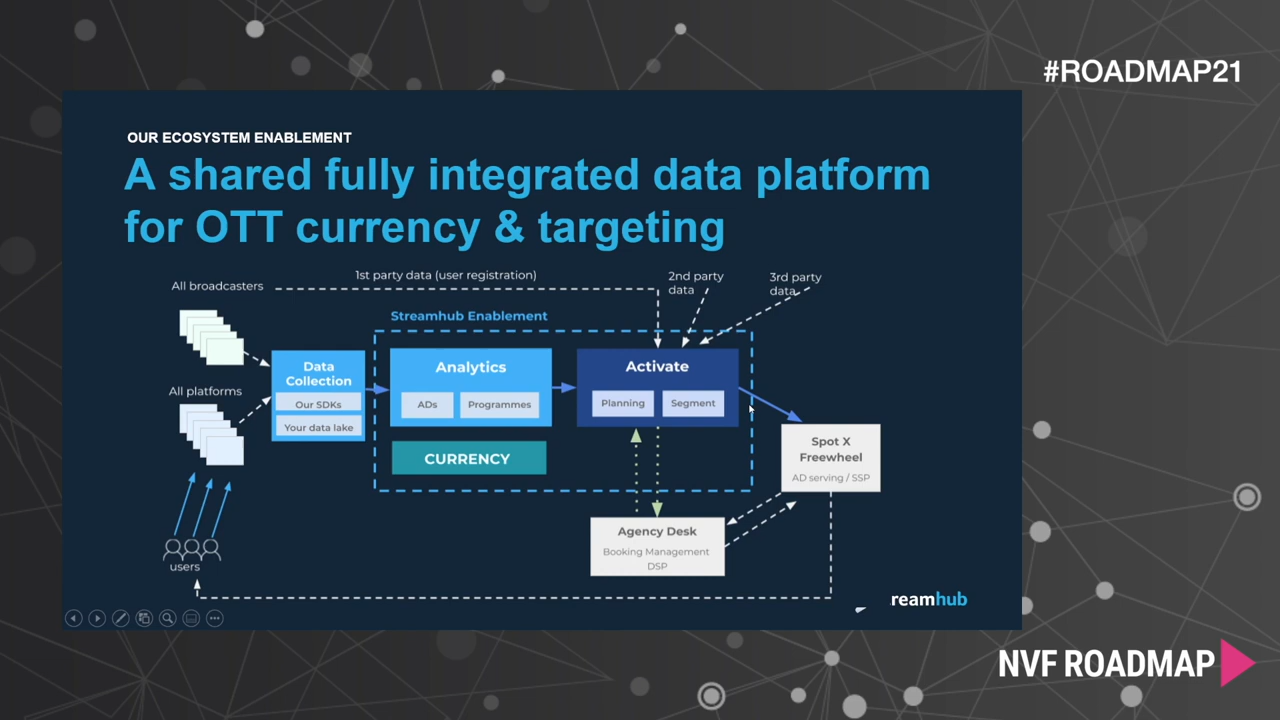 #ROADMAP21
OUR ECOSYSTEM ENABLEMENT
A shared fully integrated data platform
for OTT currency & targeting
1st party data (user registration)
All broadcasters
2nd party
data
3rd party
data
Streamhub Enablement
Data
Collection
Our SDKs
Your data lake
Analytics
ADs
Programmes
CURRENCY
Activate
Planning
Segment
All platforms
Spot X
Freewheel
AD serving / SSP
Agency Desk
Booking Management
DSP
users
reamhub
NVF ROADMAP